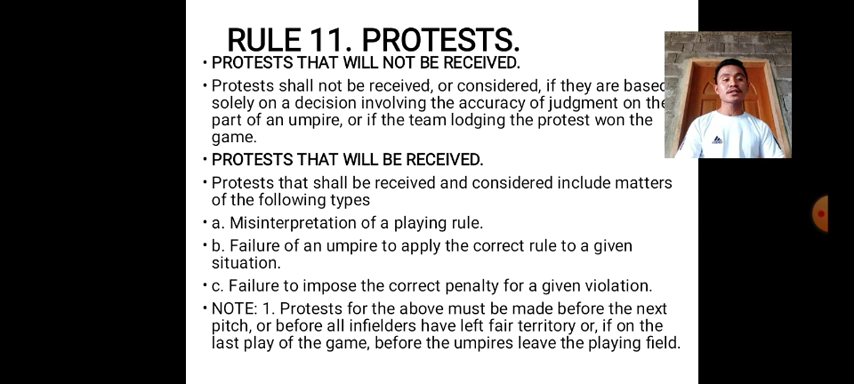 RULE 11. PROTESTS.
• PROTESTS THAT WILL NOT BE RECEIVED.
• Protests shall not be received, or considered, if they are based
solely on a decision involving the accuracy of judgment on the
part of an umpire, or if the team lodging the protest won the
game.
• PROTESTS THAT WILL BE RECEIVED.
• Protests that shall be received and considered include matters
of the following types
• a. Misinterpretation of a playing rule.
• b. Failure of an umpire to apply the correct rule to a given
situation.
• c. Failure to impose the correct penalty for a given violation.
• NOTE: 1. Protests for the above must be made before the next
pitch, or before all infielders have left fair territory or, if on the
last play of the game, before the umpires leave the playing field.